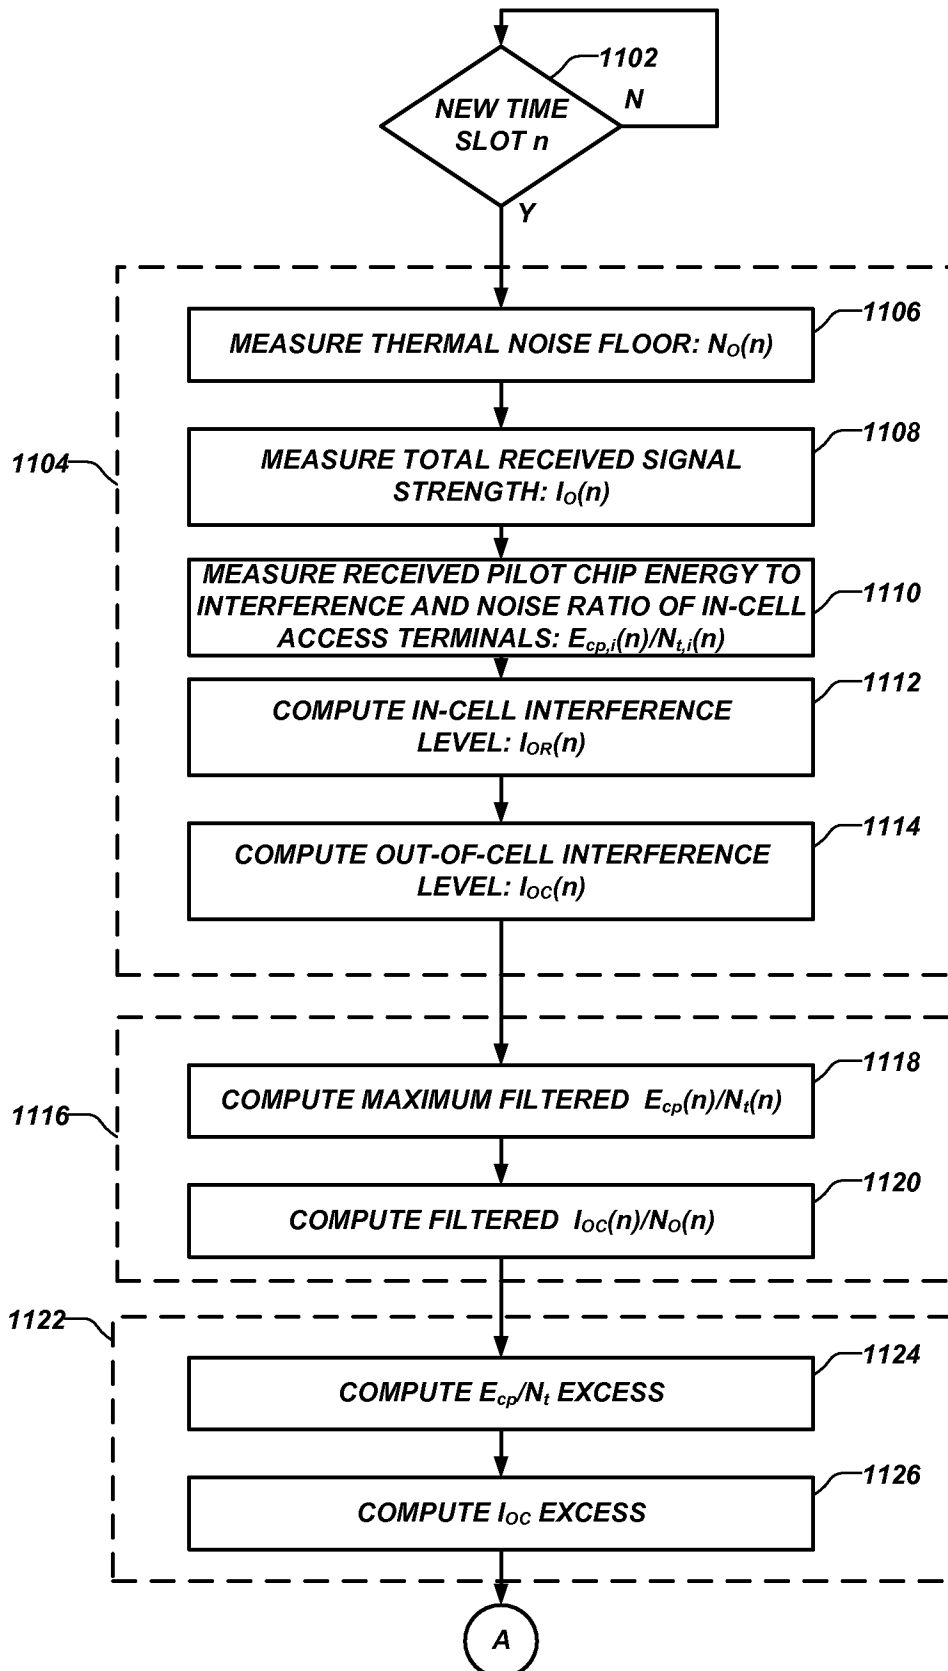 1102
N
NEW TIME
SLOT n
Y
1104
1106
MEASURE THERMAL NOISE FLOOR: NO(n)
1108
MEASURE TOTAL RECEIVED SIGNAL
STRENGTH: IO(n)
1110
MEASURE RECEIVED PILOT CHIP ENERGY TO
INTERFERENCE AND NOISE RATIO OF IN-CELL
ACCESS TERMINALS: Ecp,i(n)/Nt,i(n)
1112
COMPUTE IN-CELL INTERFERENCE
LEVEL: IOR(n)
1114
COMPUTE OUT-OF-CELL INTERFERENCE
LEVEL: IOC(n)
1116
1118
COMPUTE MAXIMUM FILTERED Ecp(n)/Nt(n)
1120
COMPUTE FILTERED IOC(n)/NO(n)
1122
1124
COMPUTE Ecp/Nt EXCESS
1126
COMPUTE IOC EXCESS
A